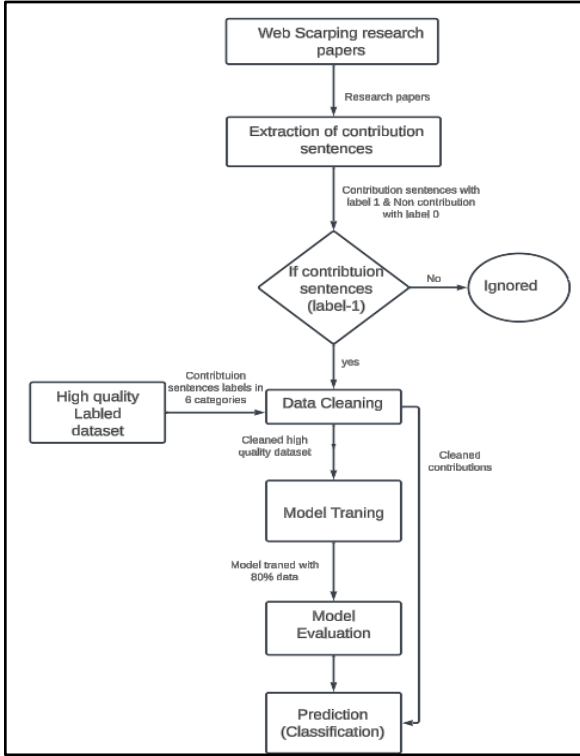 Web Scarping research
papers
Research papers
Extraction of contribution
sentences
Contribution sentences with
label 1 & Non contribution
with label 0
If contribtuion
sentences
(label-1)
No
Ignored
yes
High quality
Labled
dataset
Contribtuion
sentences labels in
6 categories
Data Cleaning
Cleaned high
quality dataset
Cleaned
contributions
Model Traning
Model traned with
80% data
Model
Evaluation
Prediction
(Classification)